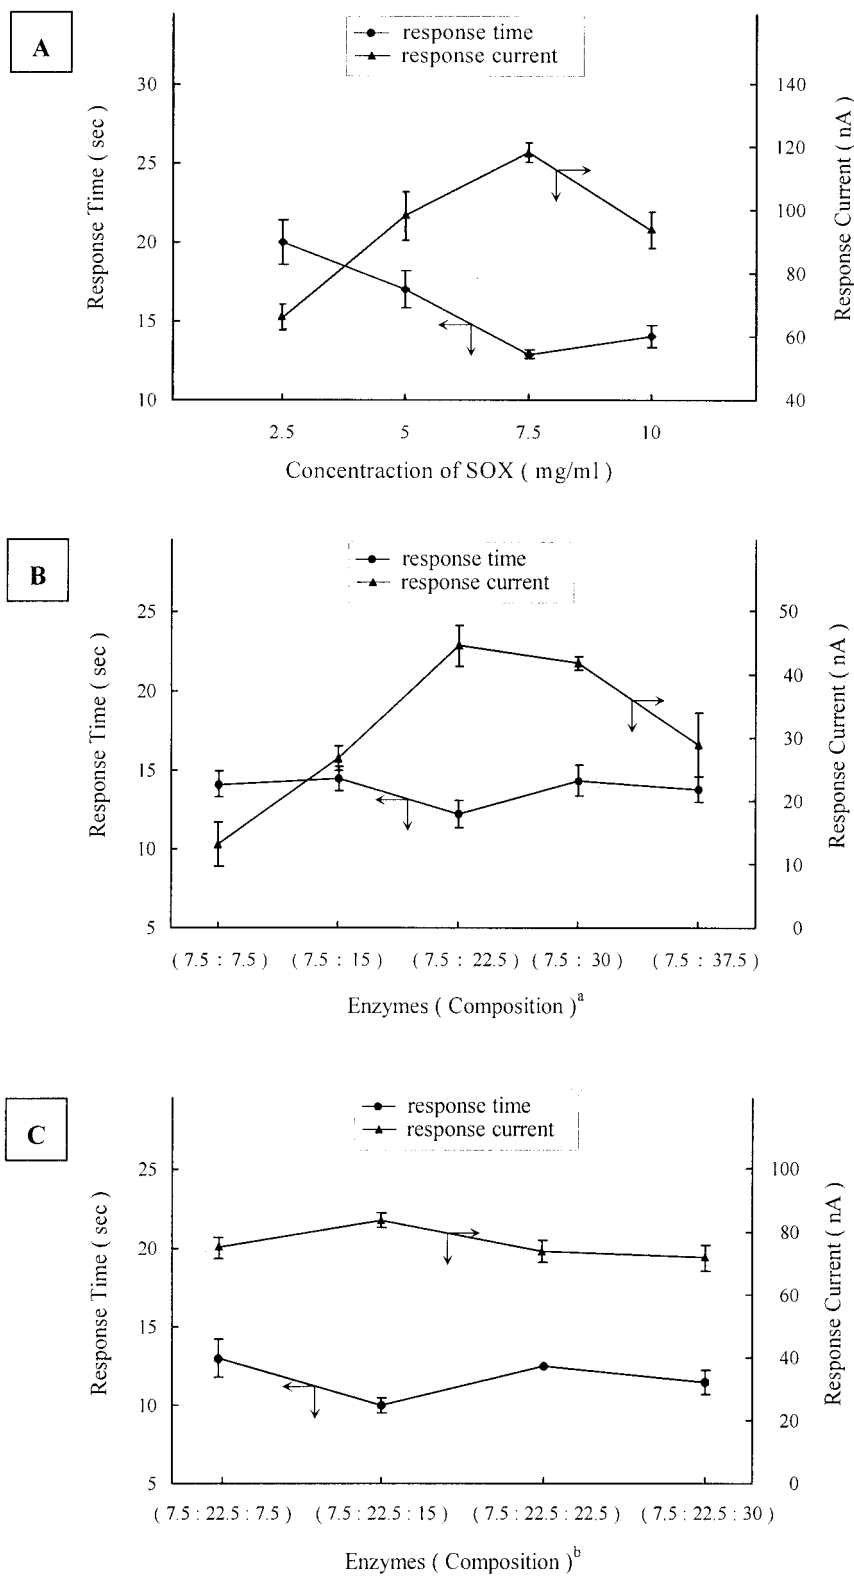 A
response time
response current
30
25
20
15
10
Response Time ( sec )
140
120
100
80
60
40
Response Current ( nA )
2.5 5 7.5 10
Concentraction of SOX ( mg/ml )
B
response time
response current
25
20
15
10
5
Response Time ( sec )
50
40
30
20
10
0
Response Current ( nA )
( 7.5 : 7.5 ) ( 7.5 : 15 ) ( 7.5 : 22.5 ) ( 7.5 : 30 ) ( 7.5 : 37.5 )
Enzymes ( Composition )a
C
response time
response current
25
20
15
10
5
Response Time ( sec )
100
80
60
40
20
0
Response Current ( nA )
( 7.5 : 22.5 : 7.5 ) ( 7.5 : 22.5 : 15 ) ( 7.5 : 22.5 : 22.5 ) ( 7.5 : 22.5 : 30 )
Enzymes ( Composition )b